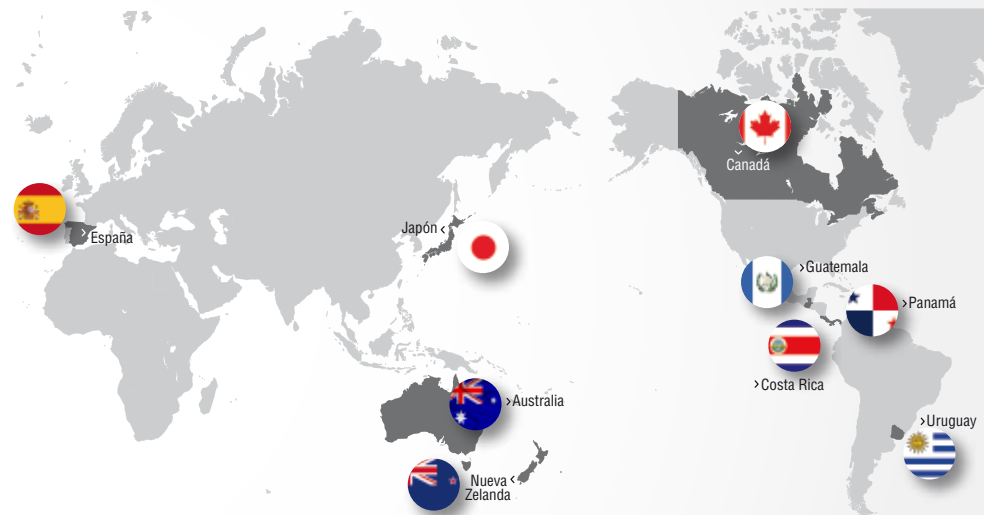 Canadá
España
Japón
Guatemala
Panamá
Costa Rica
Australia
Uruguay
Nueva
Zelanda